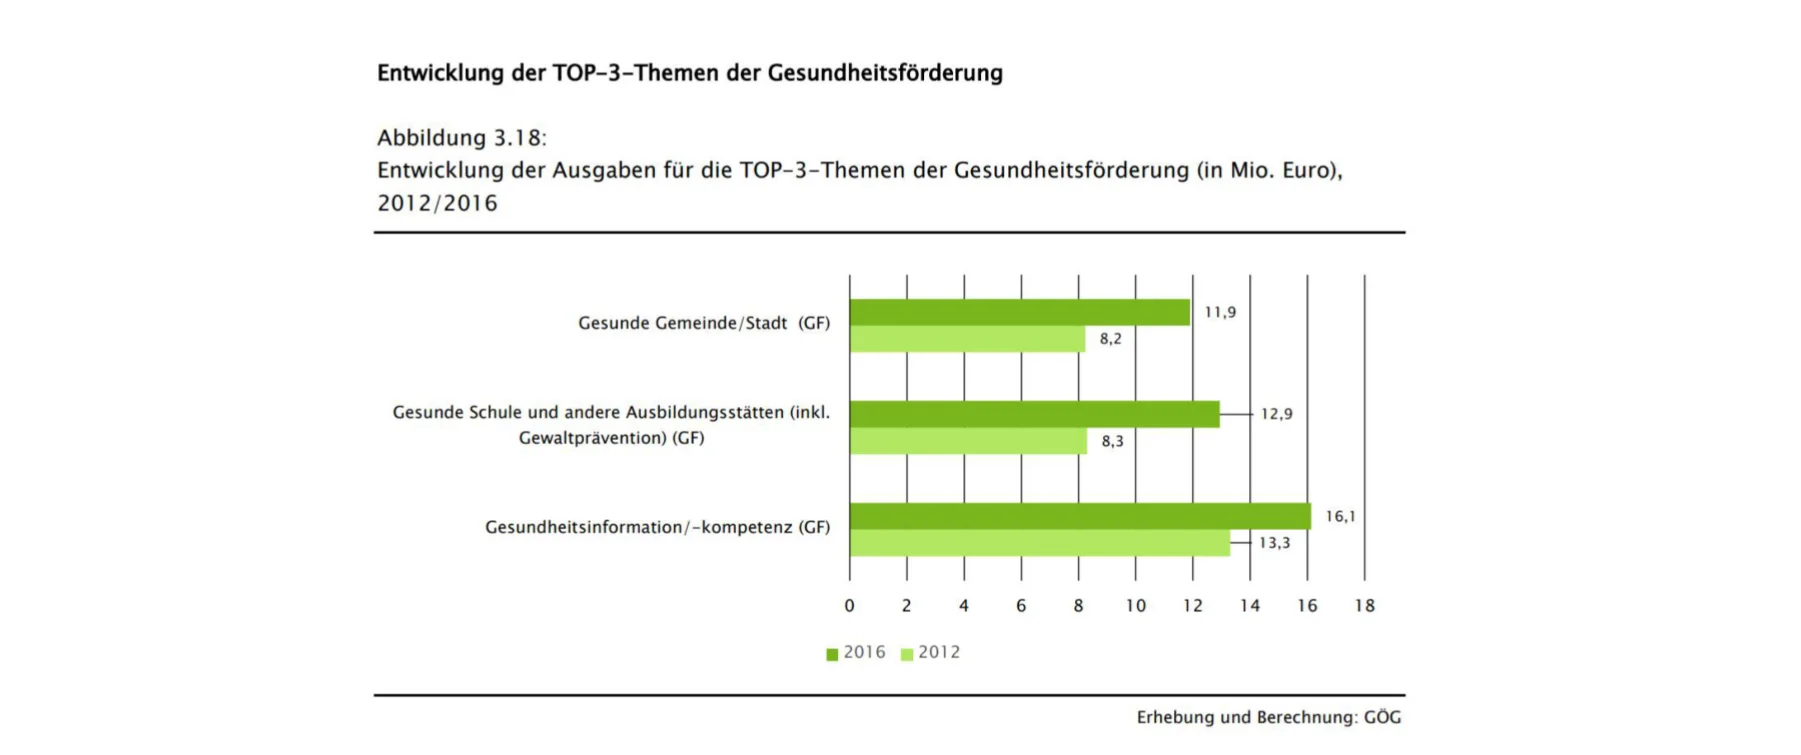 Entwicklung der TOP-3-Themen der Gesundheitsförderung
Abbildung 3.18:
Entwicklung der Ausgaben für die TOP-3-Themen der Gesundheitsförderung (in Mio. Euro),
2012/2016
Gesunde Gemeinde/Stadt (GF)
11,9
8,2
Gesunde Schule und andere Ausbildungsstätten (inkl.
Gewaltprävention) (GF)
12,9
8,3
Gesundheitsinformation/-kompetenz (GF)
16,1
13,3
0 2 4 6 8 10 12 14 16 18
2016 2012
Erhebung und Berechnung: GÖG